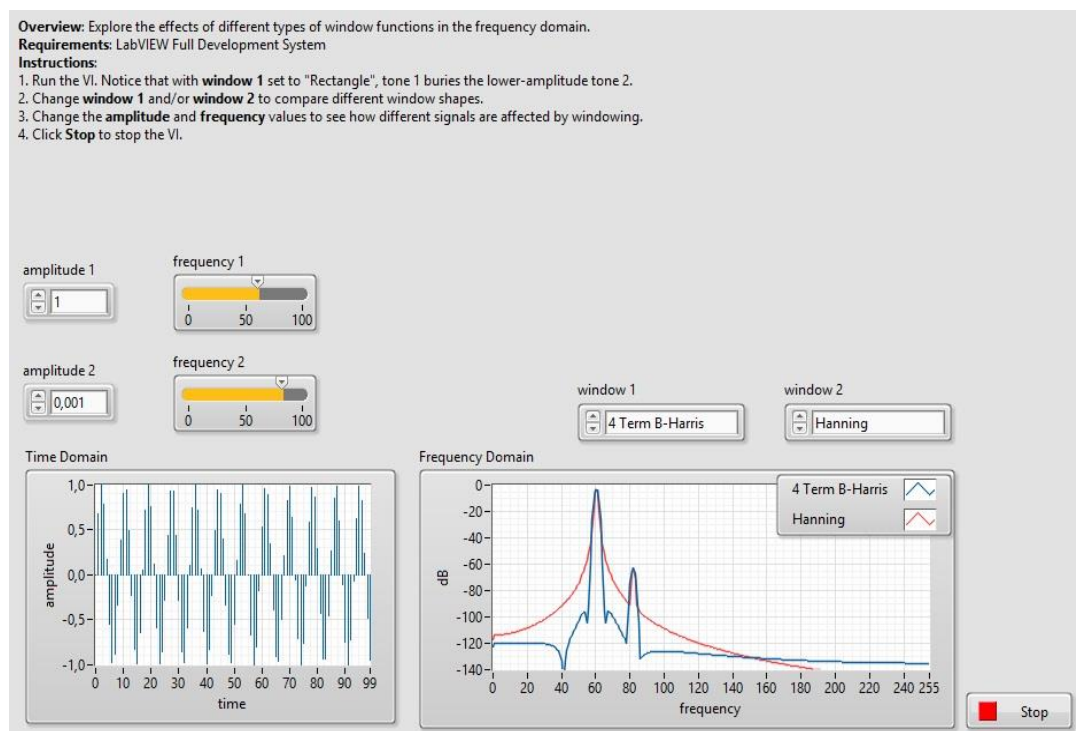 Overview: Explore the effects of different types of window functions in the frequency domain.
Requirements: LabVIEW Full Development System
Instructions:
1. Run the VI. Notice that with window 1 set to "Rectangle", tone 1 buries the lower-amplitude tone 2.
2. Change window 1 and/or window 2 to compare different window shapes.
3. Change the amplitude and frequency values to see how different signals are affected by windowing.
4. Click Stop to stop the VI.
amplitude 1
1
frequency 1
0 50 100
amplitude 2
0,001
frequency 2
0 50 100
window 1
4 Term B-Harris
window 2
Hanning
Time Domain
amplitude
1,0
0,5
0,0
-0,5
-1,0
0 10 20 30 40 50 60 70 80 90 99
time
Frequency Domain
4 Term B-Harris
Hanning
dB
0
-20
-40
-60
-80
-100
-120
-140
0 20 40 60 80 100 120 140 160 180 200 220 240 255
frequency
Stop